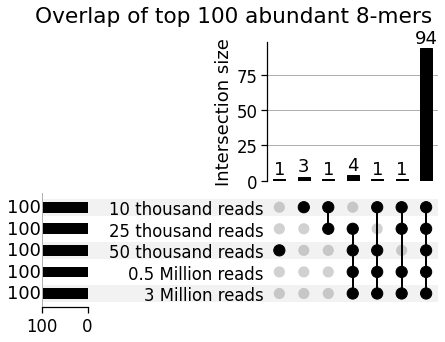 Overlap of top 100 abundant 8-mers
94
75
50
25
0
Intersection size
1 3 1 4 1 1
100 10 thousand reads
100 25 thousand reads
100 50 thousand reads
100 0.5 Million reads
100 3 Million reads
100 0